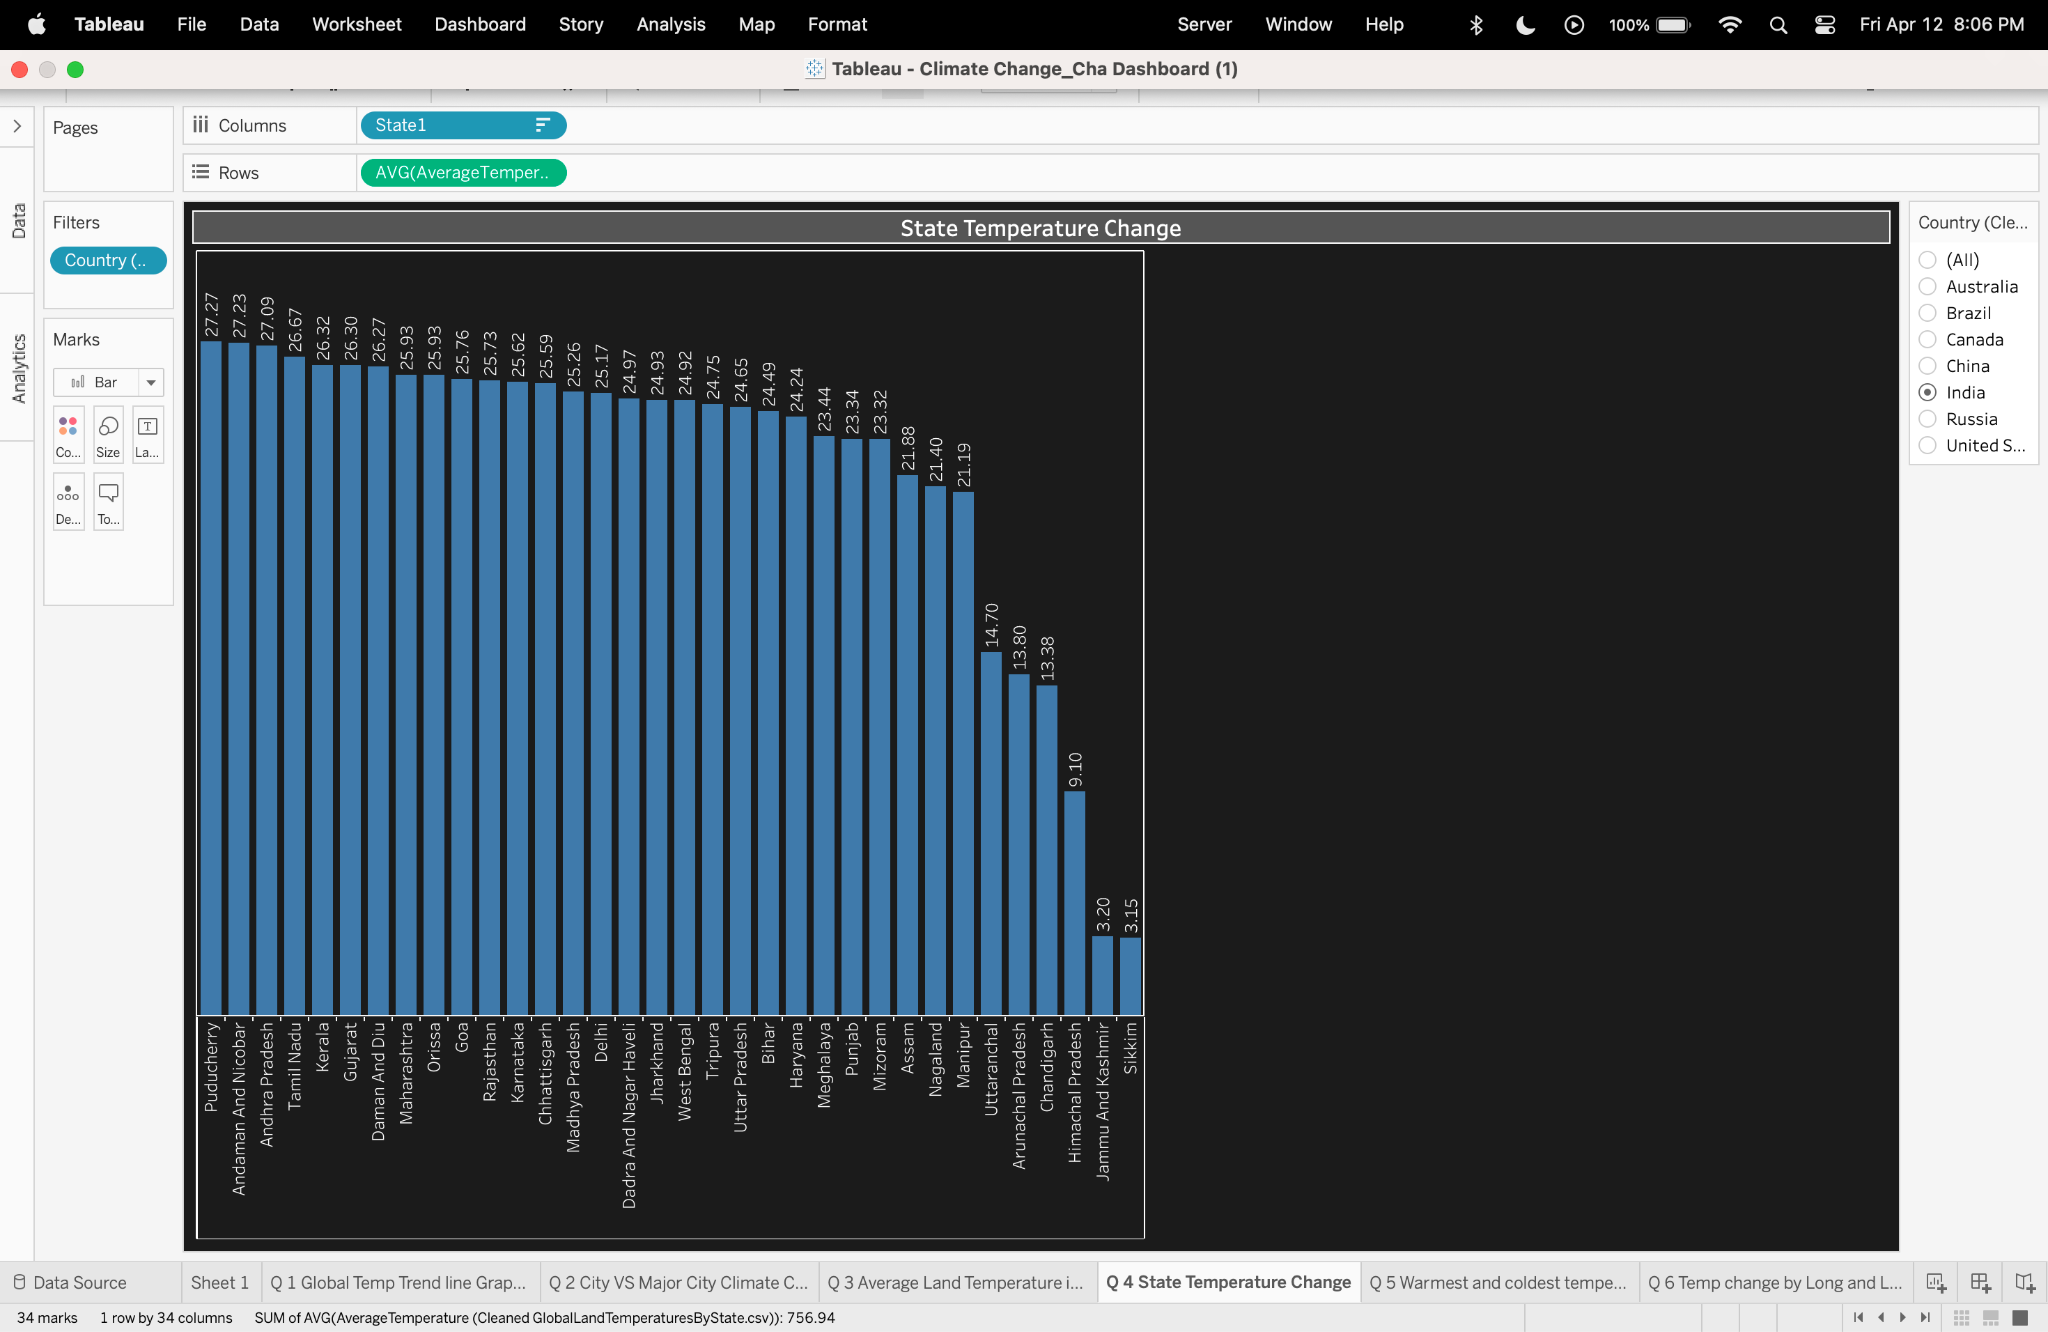 Tableau File Data Worksheet Dashboard Story Analysis Map Format Server Window Help 100% Fri Apr 12 8:06 PM
Tableau - Climate Change_Cha Dashboard (1)
Pages
Columns
State1
Rows
AVG(AverageTemper..
Data
Analytics
Filters
Country (..
Marks
Bar
Co...
Size
La...
De...
To...
State Temperature Change
27.27 27.23 27.09 26.67 26.32 26.30 26.27 25.93 25.93 25.76 25.73 25.62 25.59 25.26 25.17 24.97 24.93 24.92 24.75 24.65 24.49 24.24 23.44 23.34 23.32 21.88 21.40 21.19 14.70 13.80 13.38 9.10 3.20 3.15
Puducherry
Andaman And Nicobar
Andhra Pradesh
Tamil Nadu
Kerala
Gujarat
Daman And Diu
Maharashtra
Orissa
Goa
Rajasthan
Karnataka
Chhattisgarh
Madhya Pradesh
Delhi
Dadra And Nagar Haveli
Jharkhand
West Bengal
Tripura
Uttar Pradesh
Bihar
Haryana
Meghalaya
Punjab
Mizoram
Assam
Nagaland
Manipur
Uttaranchal
Arunachal Pradesh
Chandigarh
Himachal Pradesh
Jammu And Kashmir
Sikkim
Country (Cle...
(All)
Australia
Brazil
Canada
China
India
Russia
United S...
Data Source Sheet 1 Q 1 Global Temp Trend line Grap... Q 2 City VS Major City Climate C... Q 3 Average Land Temperature i... Q 4 State Temperature Change Q 5 Warmest and coldest tempe... Q 6 Temp change by Long and L...
34 marks 1 row by 34 columns SUM of AVG(AverageTemperature (Cleaned GlobalLandTemperaturesByState.csv)): 756.94